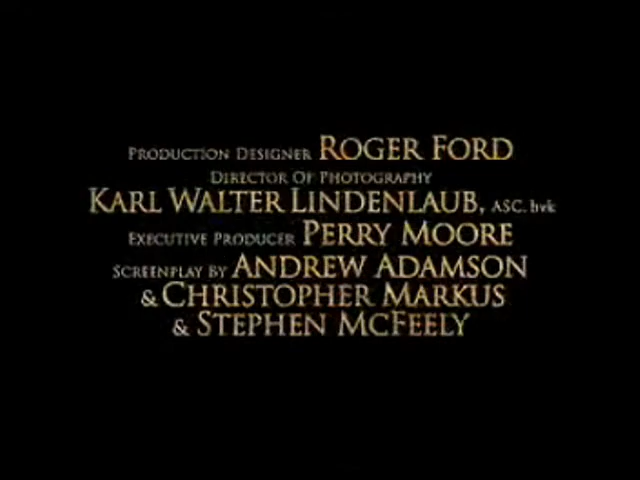 PRODUCTION DESIGNER ROGER FORD
DIRECTOR OF PHOTOGRAPHY
KARL WALTER LINDENLAUB, ASC. bvk
EXECUTIVE PRODUCER PERRY MOORE
SCREENPLAY BY ANDREW ADAMSON
& CHRISTOPHER MARKUS
& STEPHEN MCFEELY